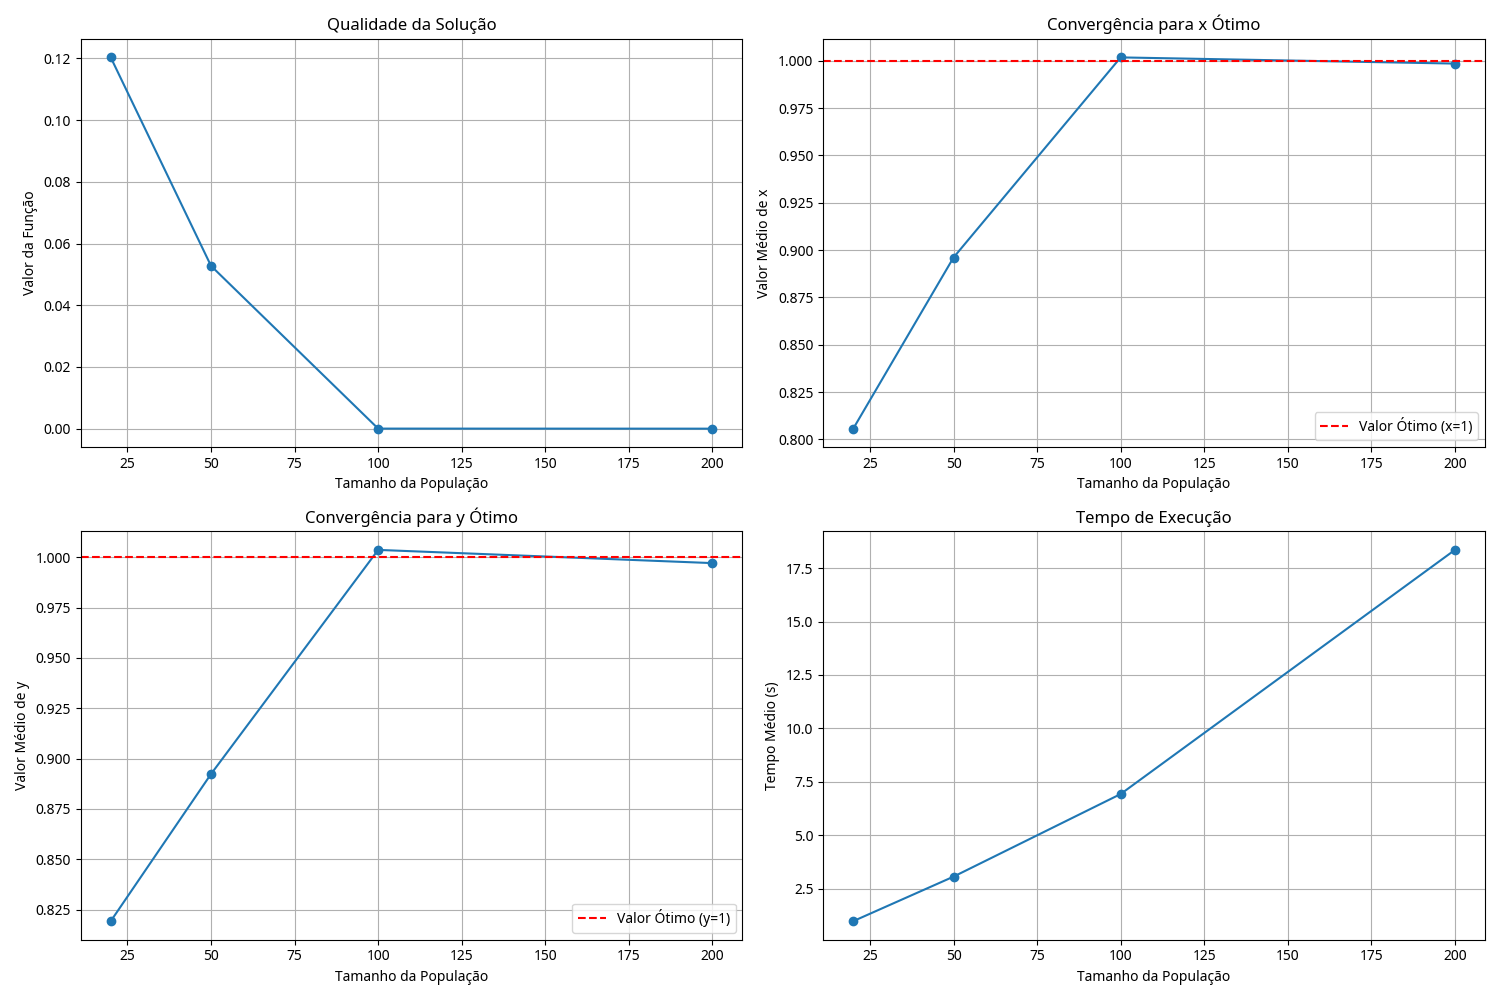 Qualidade da Solução
Valor da Função
0.12
0.10
0.08
0.06
0.04
0.02
0.00
25 50 75 100 125 150 175 200
Tamanho da População
Convergência para x Ótimo
Valor Médio de x
1.000
0.975
0.950
0.925
0.900
0.875
0.850
0.825
0.800
Valor Ótimo (x=1)
25 50 75 100 125 150 175 200
Tamanho da População
Convergência para y Ótimo
Valor Médio de y
1.000
0.975
0.950
0.925
0.900
0.875
0.850
0.825
Valor Ótimo (y=1)
25 50 75 100 125 150 175 200
Tamanho da População
Tempo de Execução
Tempo Médio (s)
17.5
15.0
12.5
10.0
7.5
5.0
2.5
25 50 75 100 125 150 175 200
Tamanho da População